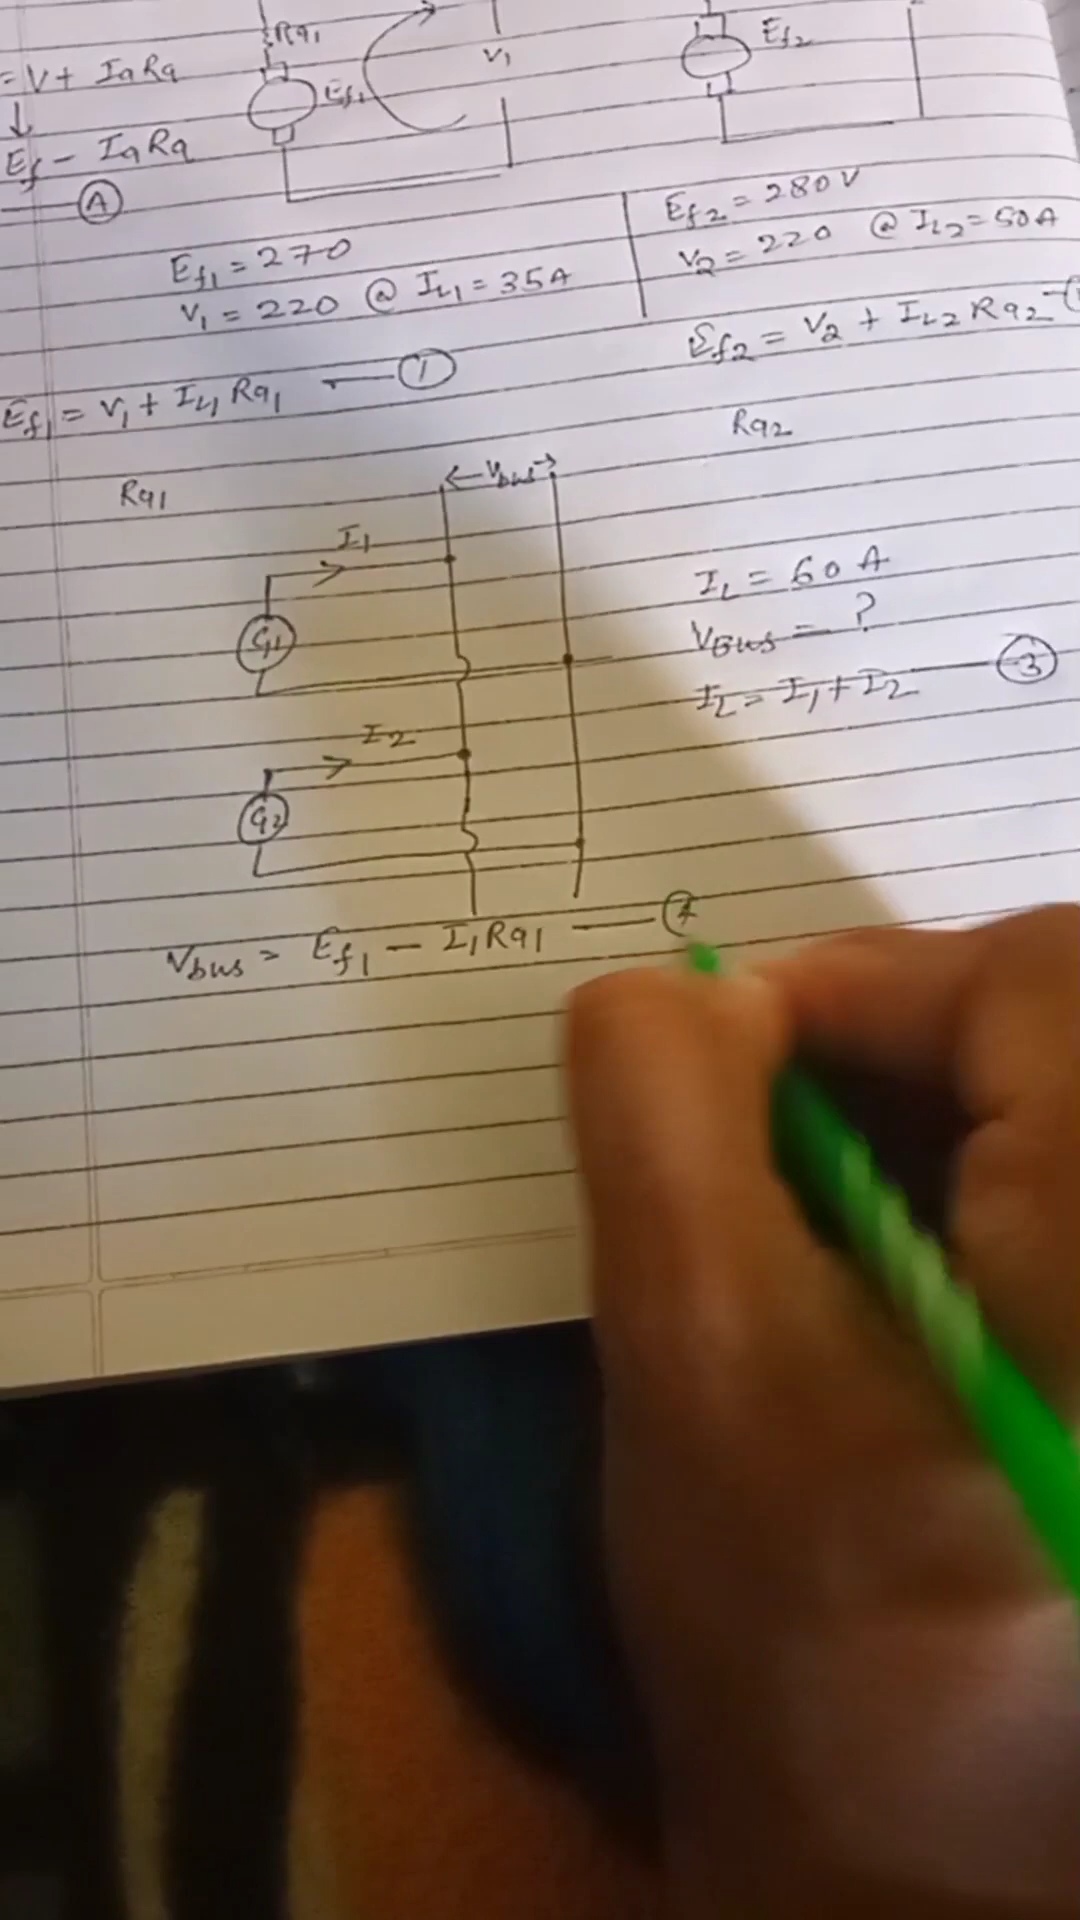 Ra1
= V + IaRa
Ef1
V1
Ef2
Ef - IaRa
A
Ef1 = 270
V1 = 220 @ IL1 = 35A
Ef2 = 280V
V2 = 220 @ IL2 = 50A
Ef1 = V1 + IL1 Ra1 — 1
Ef2 = V2 + IL2 Ra2
Ra1
Ra2
Vbus
I1
G1
IL = 60 A
VBus = ?
IL = I1 + I2 — 3
I2
G2
Vbus = Ef1 - I1Ra1 — 4